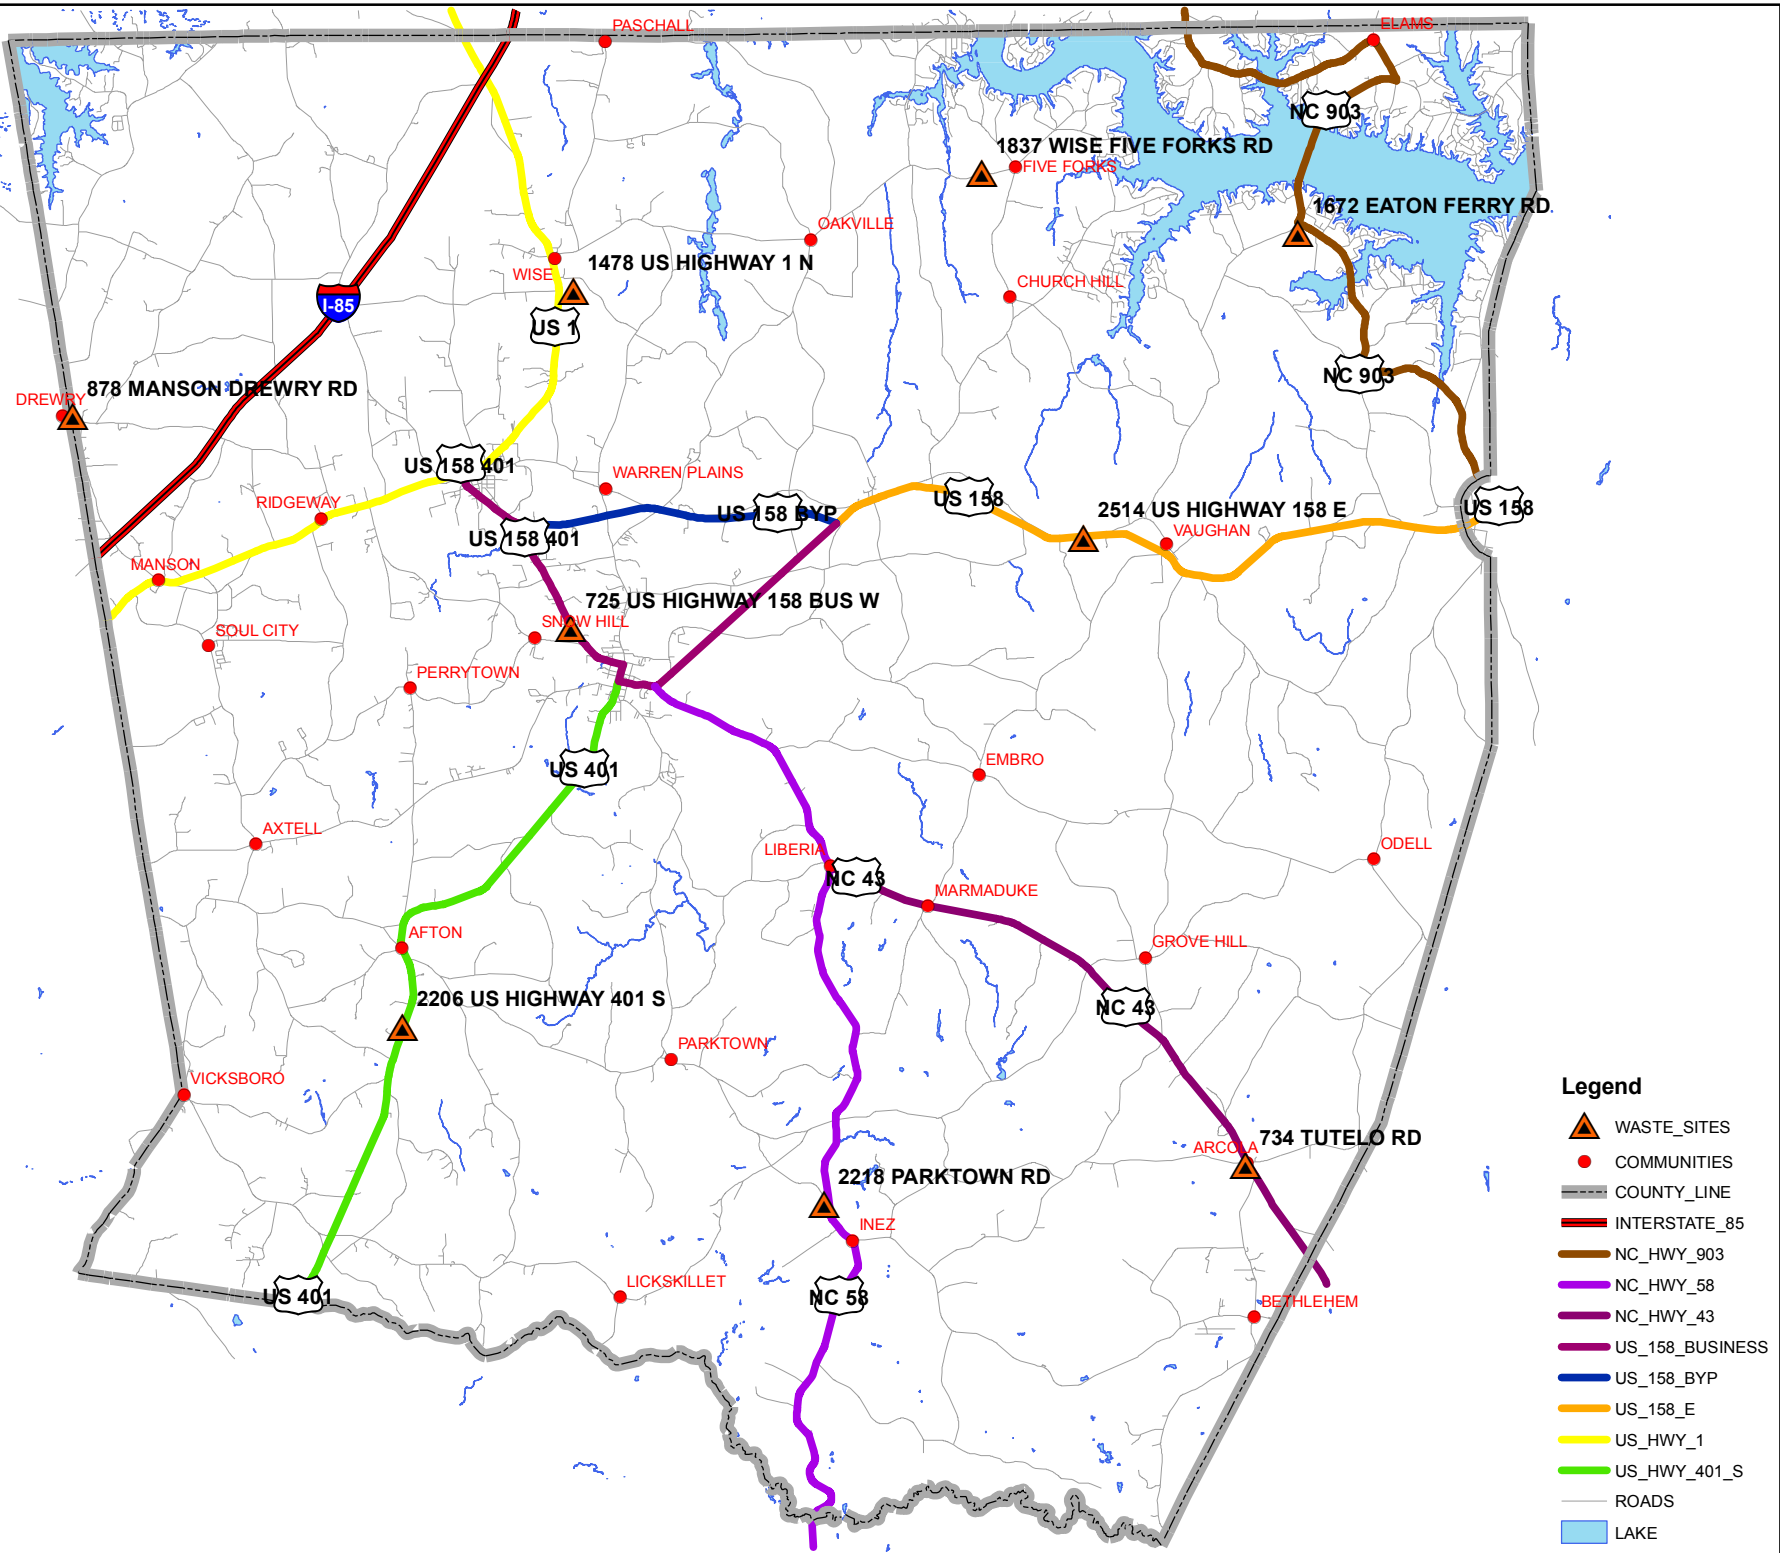 PASCHALL
ELAMS
NC 903
1837 WISE FIVE FORKS RD
FIVE FORKS
1672 EATON FERRY RD
OAKVILLE
WISE
1478 US HIGHWAY 1 N
CHURCH HILL
I-85
US 1
NC 903
878 MANSON DREWRY RD
DREWRY
US 158 401
WARREN PLAINS
RIDGEWAY
US 158 BYP
US 158
2514 US HIGHWAY 158 E
US 158
VAUGHAN
US 158 401
MANSON
725 US HIGHWAY 158 BUS W
SNOW HILL
SOUL CITY
PERRYTOWN
US 401
EMBRO
AXTELL
LIBERIA
ODELL
NC 43
MARMADUKE
AFTON
GROVE HILL
2206 US HIGHWAY 401 S
NC 43
PARKTOWN
VICKSBORO
Legend
WASTE_SITES
734 TUTELO RD
ARCOLA
COMMUNITIES
2218 PARKTOWN RD
COUNTY_LINE
INEZ
INTERSTATE_85
NC_HWY_903
LICKSKILLET
NC_HWY_58
US 401
NC 58
BETHLEHEM
NC_HWY_43
US_158_BUSINESS
US_158_BYP
US_158_E
US_HWY_1
US_HWY_401_S
ROADS
LAKE